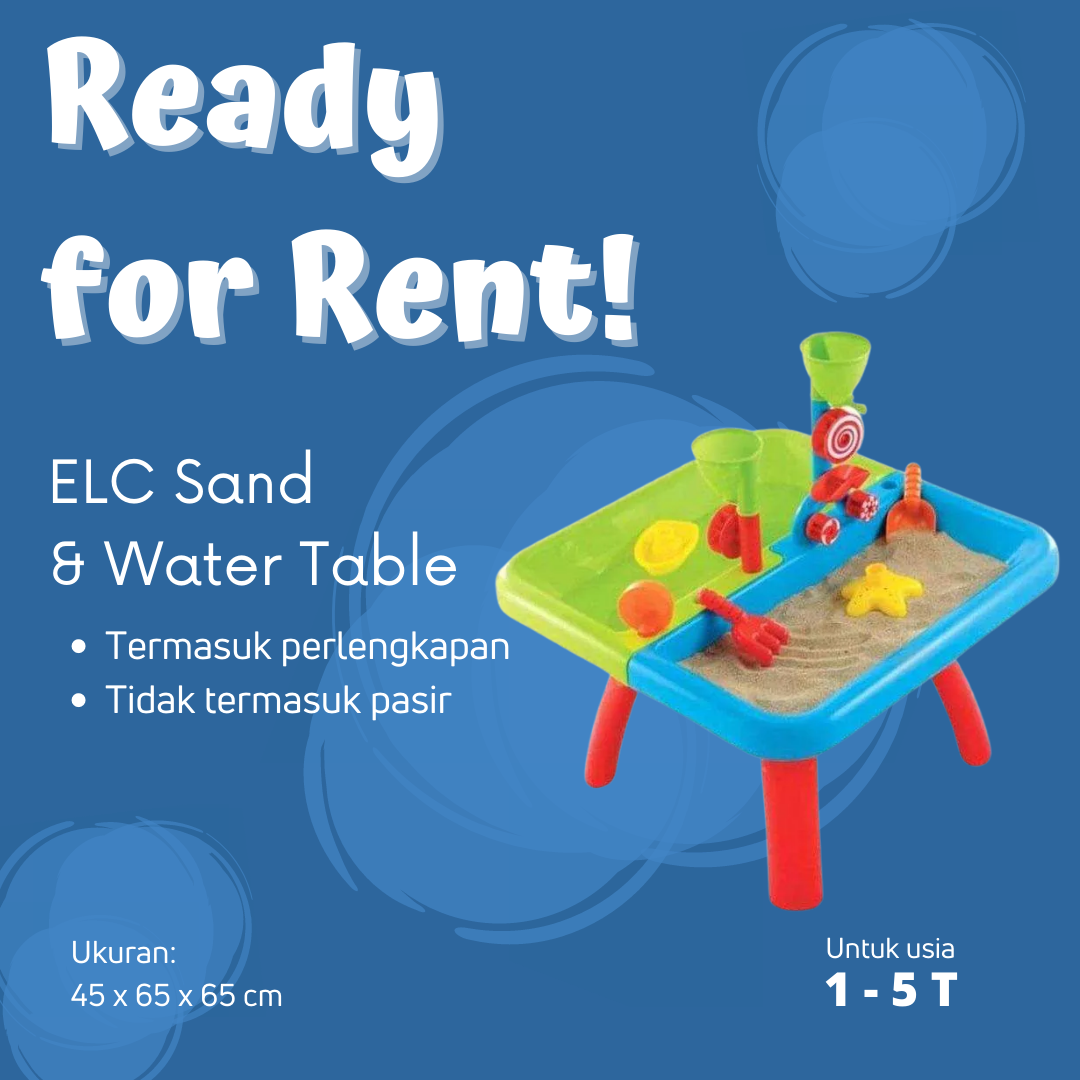 Ready
for Rent!
ELC Sand
& Water Table
• Termasuk perlengkapan
• Tidak termasuk pasir
Ukuran:
45 x 65 x 65 cm
Untuk usia
1 - 5 T